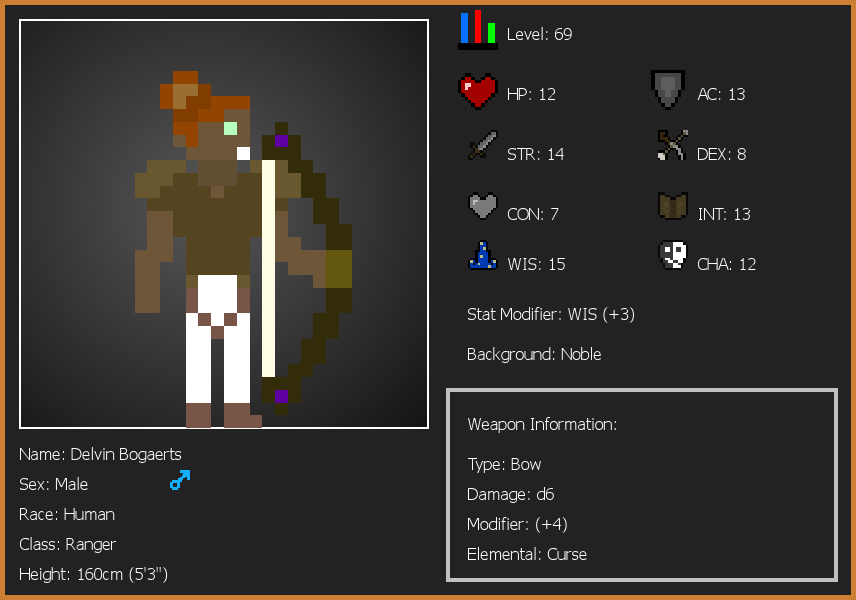 Level: 69
HP: 12
AC: 13
STR: 14
DEX: 8
CON: 7
INT: 13
WIS: 15
CHA: 12
Stat Modifier: WIS (+3)
Background: Noble
Weapon Information:
Type: Bow
Damage: d6
Modifier: (+4)
Elemental: Curse
Name: Delvin Bogaerts
Sex: Male
Race: Human
Class: Ranger
Height: 160cm (5'3")